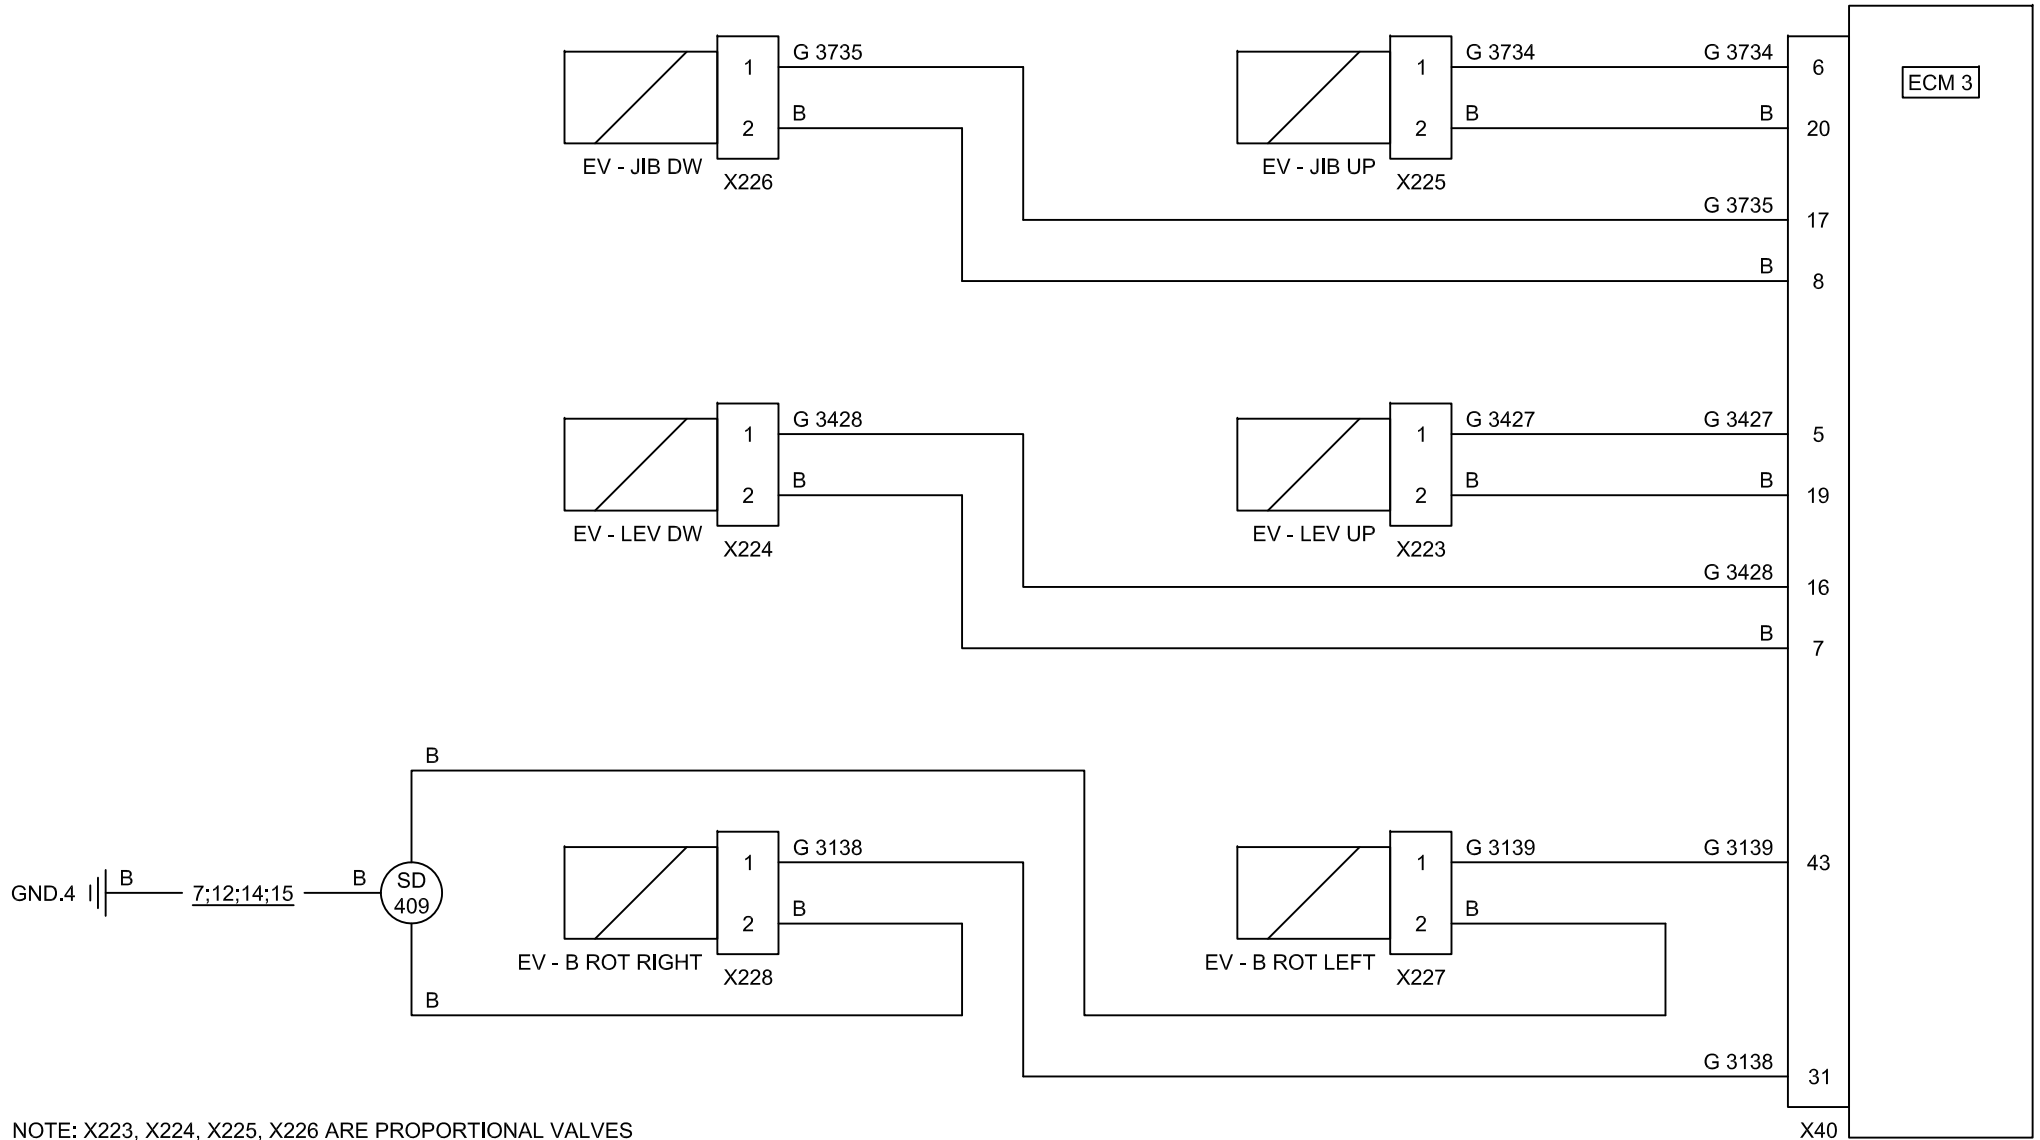 G 3735
1
B
2
EV - JIB DW
X226
G 3734
G 3734
1
6
B
B
2
20
EV - JIB UP
X225
ECM 3
G 3735
17
B
8
G 3428
1
B
2
EV - LEV DW
X224
G 3427
G 3427
1
5
B
B
2
19
EV - LEV UP
X223
G 3428
16
B
7
B
GND.4
B
7;12;14;15
B
SD
409
B
G 3138
1
B
2
EV - B ROT RIGHT
X228
G 3139
G 3139
1
43
B
2
EV - B ROT LEFT
X227
G 3138
31
NOTE: X223, X224, X225, X226 ARE PROPORTIONAL VALVES
X40